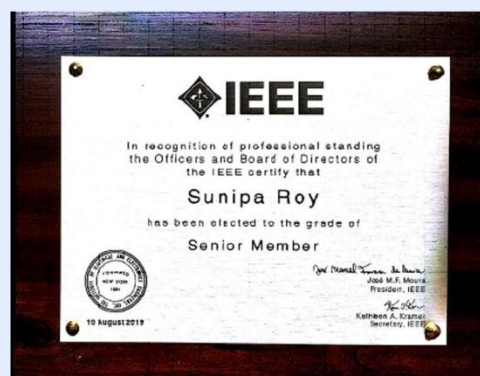 IEEE
In recognition of professional standing
the Officers and Board of Directors of
the IEEE certify that
Sunipa Roy
has been elected to the grade of
Senior Member
José M.F. Moura
President, IEEE
Kathleen A. Kramer
Secretary, IEEE
10 August 2019